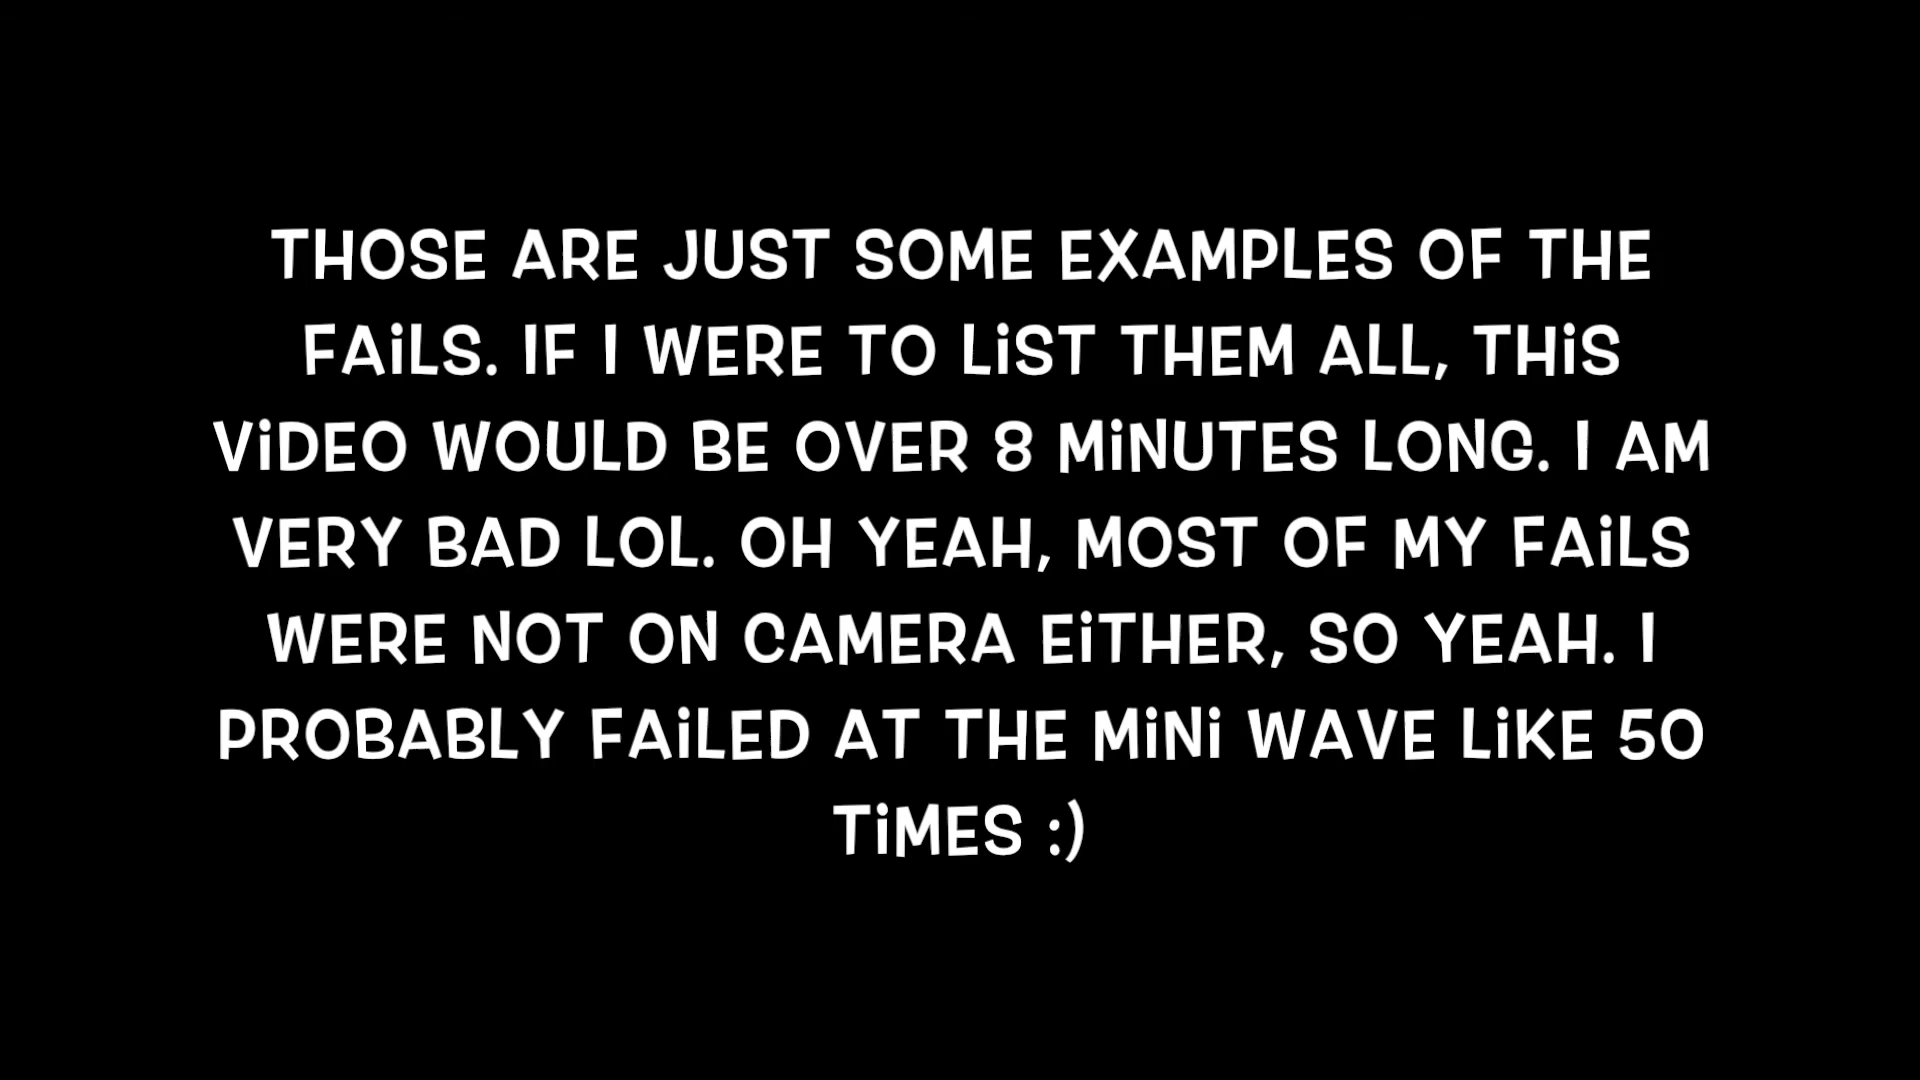 THOSE ARE JUST SOME EXAMPLES OF THE
FAiLS. IF I WERE TO LiST THEM ALL, THiS
ViDEO WOULD BE OVER 8 MiNUTES LONG. I AM
VERY BAD LOL. OH YEAH, MOST OF MY FAiLS
WERE NOT ON CAMERA EiTHER, SO YEAH. I
PROBABLY FAiLED AT THE MiNi WAVE LiKE 50
TiMES :)